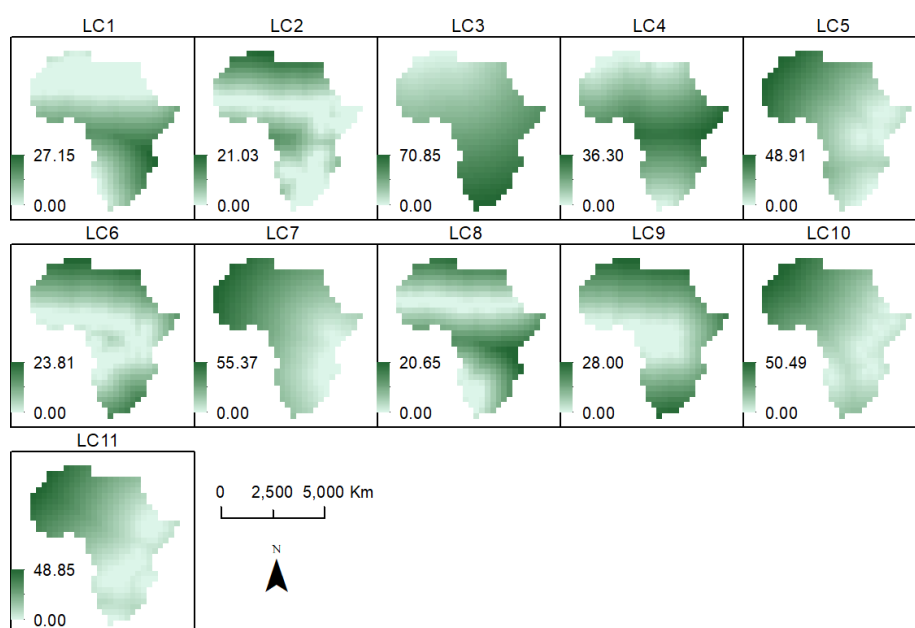 LC1 LC2 LC3 LC4 LC5
27.15 21.03 70.85 36.30 48.91
0.00 0.00 0.00 0.00 0.00
LC6 LC7 LC8 LC9 LC10
23.81 55.37 20.65 28.00 50.49
0.00 0.00 0.00 0.00 0.00
LC11
0 2,500 5,000 Km
N
48.85
0.00